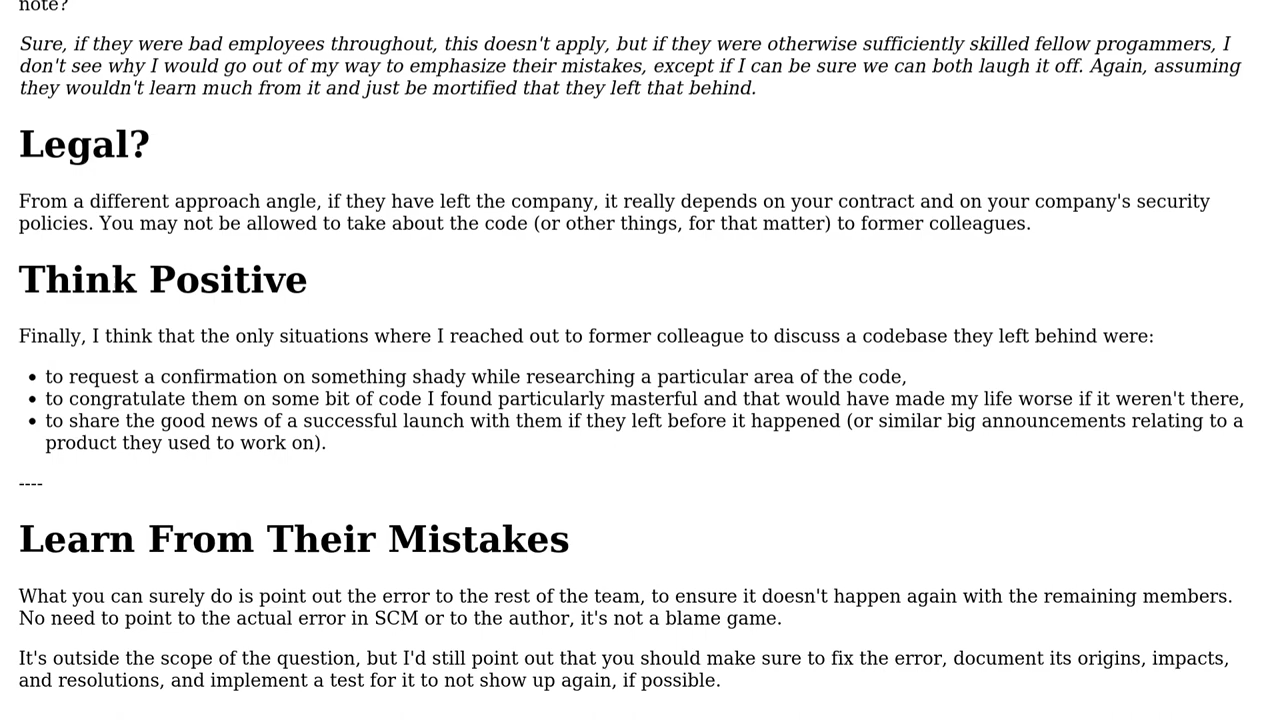 note?
Sure, if they were bad employees throughout, this doesn't apply, but if they were otherwise sufficiently skilled fellow progammers, I
don't see why I would go out of my way to emphasize their mistakes, except if I can be sure we can both laugh it off. Again, assuming
they wouldn't learn much from it and just be mortified that they left that behind.
Legal?
From a different approach angle, if they have left the company, it really depends on your contract and on your company's security
policies. You may not be allowed to take about the code (or other things, for that matter) to former colleagues.
Think Positive
Finally, I think that the only situations where I reached out to former colleague to discuss a codebase they left behind were:
• to request a confirmation on something shady while researching a particular area of the code,
• to congratulate them on some bit of code I found particularly masterful and that would have made my life worse if it weren't there,
• to share the good news of a successful launch with them if they left before it happened (or similar big announcements relating to a
product they used to work on).
----
Learn From Their Mistakes
What you can surely do is point out the error to the rest of the team, to ensure it doesn't happen again with the remaining members.
No need to point to the actual error in SCM or to the author, it's not a blame game.
It's outside the scope of the question, but I'd still point out that you should make sure to fix the error, document its origins, impacts,
and resolutions, and implement a test for it to not show up again, if possible.